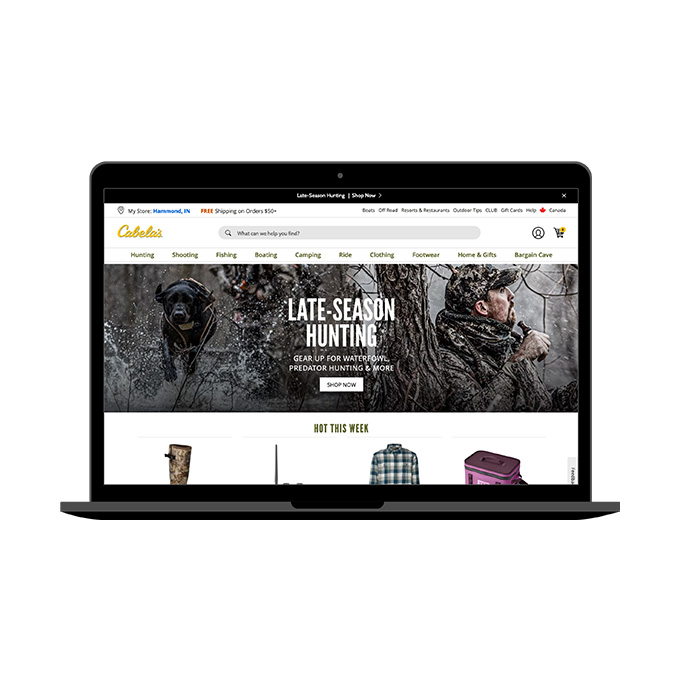 Late-Season Hunting | Shop Now >
My Store: Hammond, IN FREE Shipping on Orders $50+ Boats Off Road Resorts & Restaurants Outdoor Tips CLUB Gift Cards Help Canada
Cabela's What can we help you find?
Hunting Shooting Fishing Boating Camping Ride Clothing Footwear Home & Gifts Bargain Cave
LATE-SEASON
HUNTING
GEAR UP FOR WATERFOWL,
PREDATOR HUNTING & MORE
SHOP NOW
HOT THIS WEEK